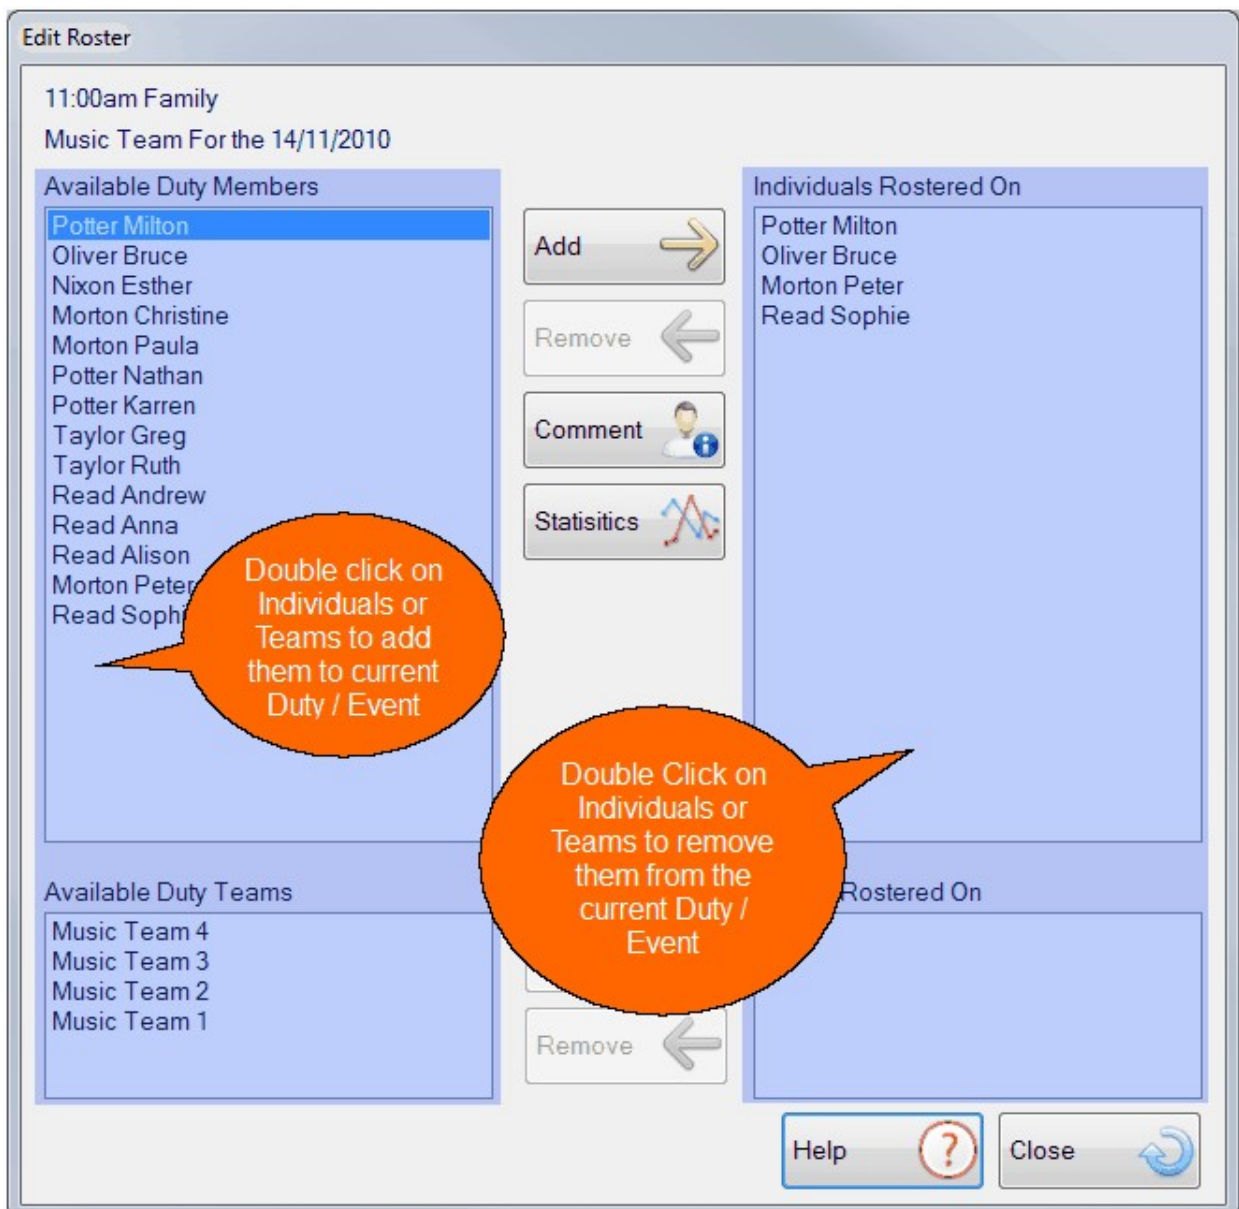 Edit Roster
11:00am Family
Music Team For the 14/11/2010
Available Duty Members
Potter Milton
Oliver Bruce
Nixon Esther
Morton Christine
Morton Paula
Potter Nathan
Potter Karren
Taylor Greg
Taylor Ruth
Read Andrew
Read Anna
Read Alison
Morton Peter
Read Soph
Double click on
Individuals or
Teams to add
them to current
Duty / Event
Add
Remove
Comment
Statisitics
Individuals Rostered On
Potter Milton
Oliver Bruce
Morton Peter
Read Sophie
Double Click on
Individuals or
Teams to remove
them from the
current Duty /
Event
Available Duty Teams
Music Team 4
Music Team 3
Music Team 2
Music Team 1
Remove
Rostered On
Help
Close